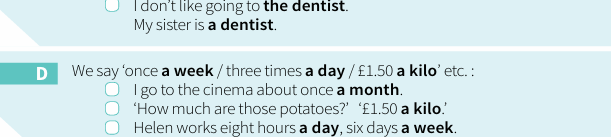 I don't like going to the dentist.
My sister is a dentist.
D We say 'once a week / three times a day / £1.50 a kilo' etc. :
I go to the cinema about once a month.
'How much are those potatoes?' '£1.50 a kilo.'
Helen works eight hours a day, six days a week.